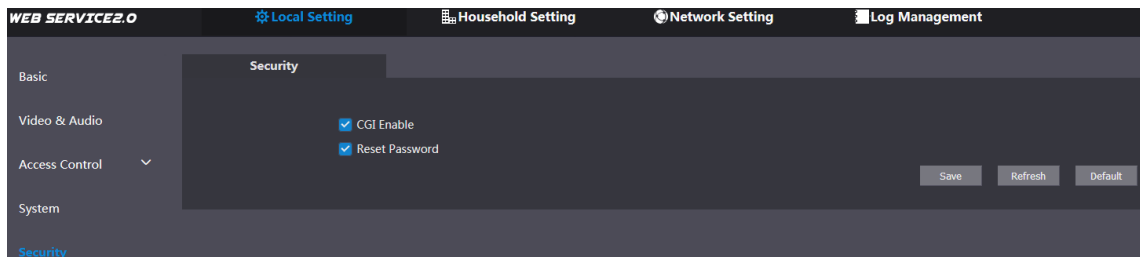 WEB SERVICE2.0
Local Setting
Household Setting
Network Setting
Log Management
Basic
Video & Audio
Access Control
System
Security
Security
CGI Enable
Reset Password
Save
Refresh
Default